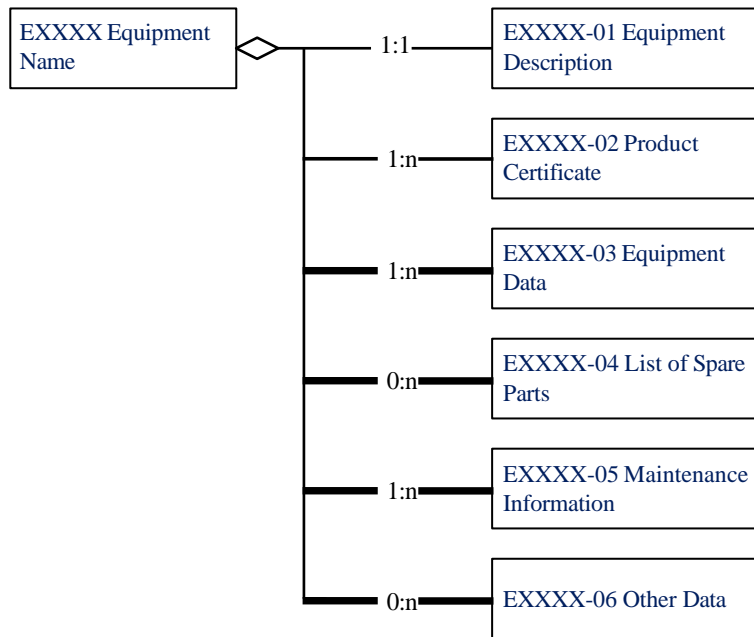 EXXXX Equipment
Name
1:1
EXXXX-01 Equipment
Description
1:n
EXXXX-02 Product
Certificate
1:n
EXXXX-03 Equipment
Data
0:n
EXXXX-04 List of Spare
Parts
1:n
EXXXX-05 Maintenance
Information
0:n
EXXXX-06 Other Data